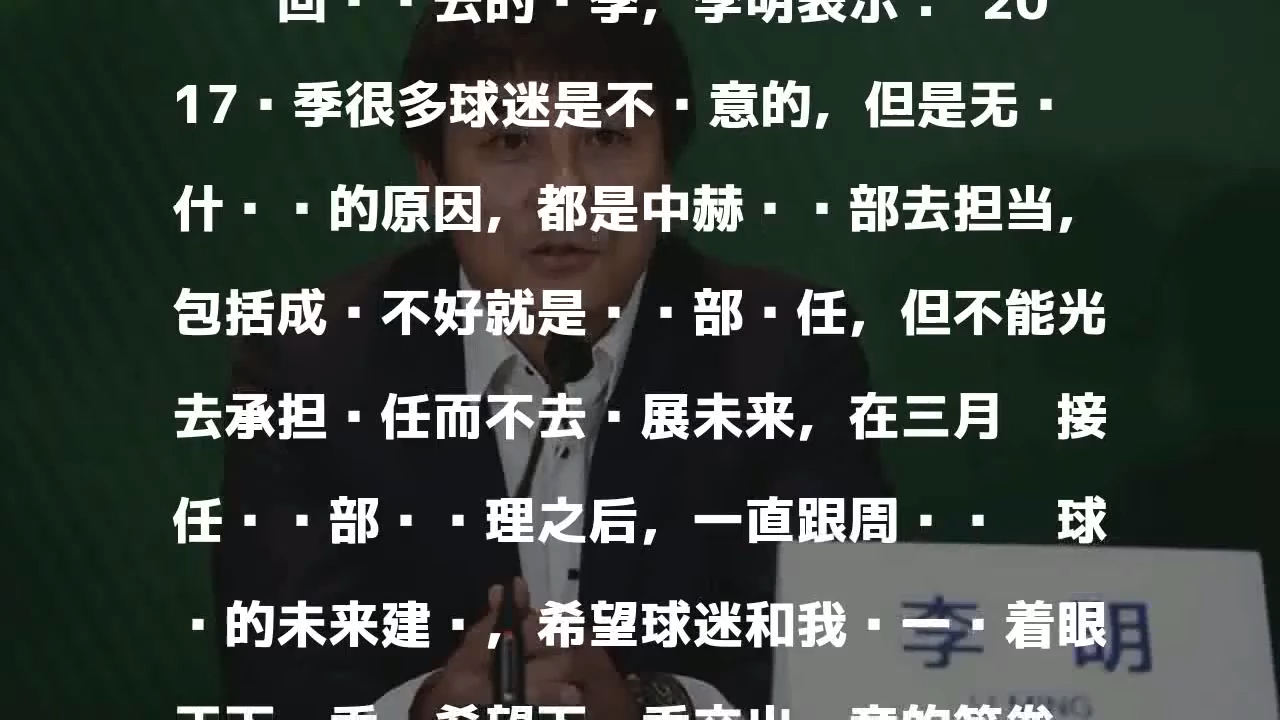 回··去的·季，李明表示：“20
17·季很多球迷是不·意的，但是无·
什··的原因，都是中赫··部去担当，
包括成·不好就是··部·任，但不能光
去承担·任而不去·展未来，在三月　接
任··部··理之后，一直跟周··　球
·的未来建·，希望球迷和我·一·着眼
李明
LI MING